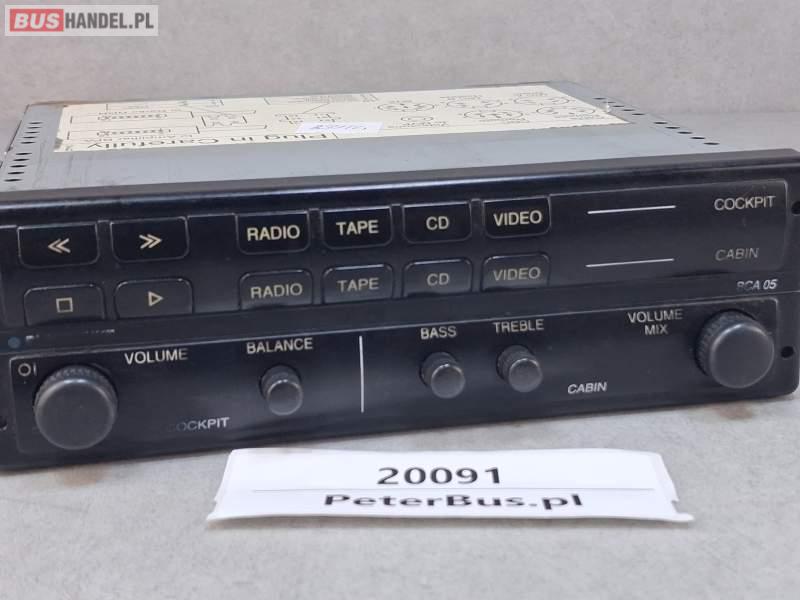 BUSHANDEL.PL
Plug in Carefully
RADIO TAPE CD VIDEO COCKPIT
RADIO TAPE CD VIDEO CABIN
05
VOLUME BALANCE BASS TREBLE VOLUME
MIX
COCKPIT CABIN
20091
PeterBus.pl